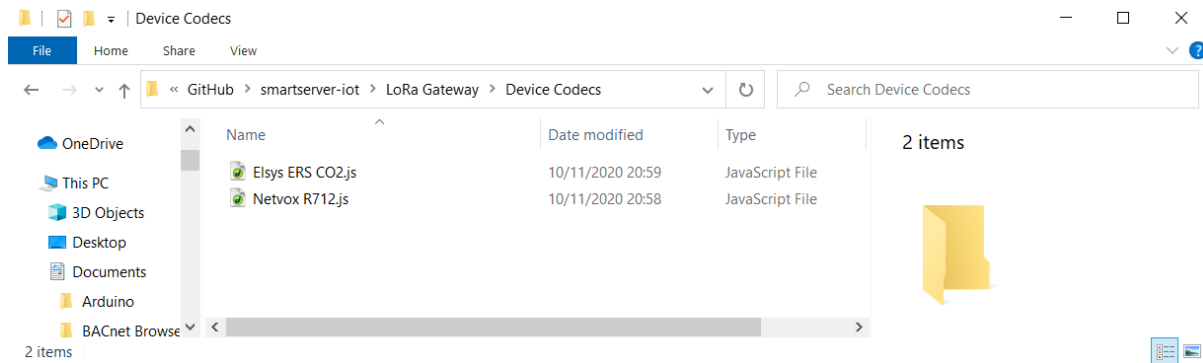 Device Codecs
File Home Share View
« GitHub > smartserver-iot > LoRa Gateway > Device Codecs
Search Device Codecs
OneDrive
This PC
3D Objects
Desktop
Documents
Arduino
BACnet Browse
Name Date modified Type
Elsys ERS CO2.js 10/11/2020 20:59 JavaScript File
Netvox R712.js 10/11/2020 20:58 JavaScript File
2 items
2 items